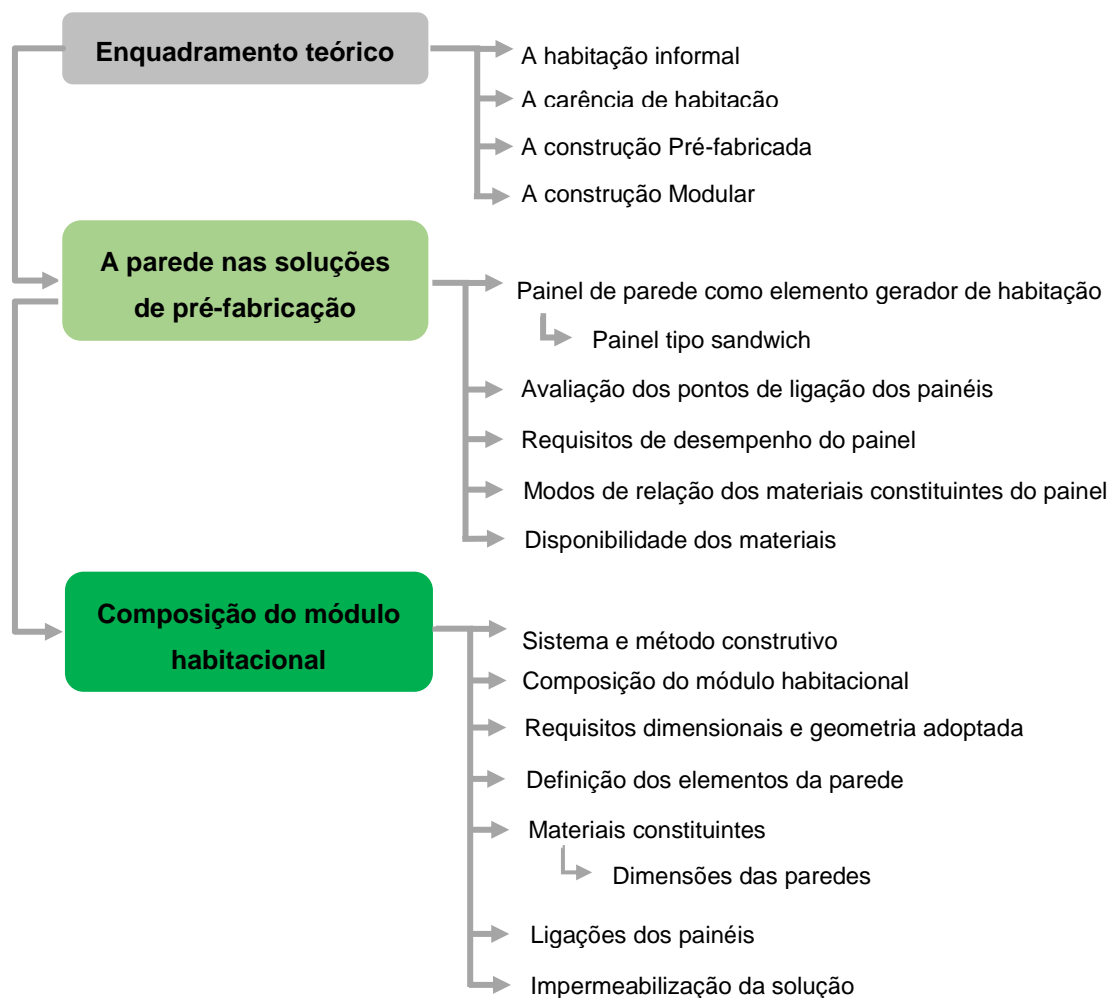 Enquadramento teórico
A habitação informal
A carência de habitação
A construção Pré-fabricada
A construção Modular
A parede nas soluções
de pré-fabricação
Painel de parede como elemento gerador de habitação
Painel tipo sandwich
Avaliação dos pontos de ligação dos painéis
Requisitos de desempenho do painel
Modos de relação dos materiais constituintes do painel
Disponibilidade dos materiais
Composição do módulo
habitacional
Sistema e método construtivo
Composição do módulo habitacional
Requisitos dimensionais e geometria adoptada
Definição dos elementos da parede
Materiais constituintes
Dimensões das paredes
Ligações dos painéis
Impermeabilização da solução